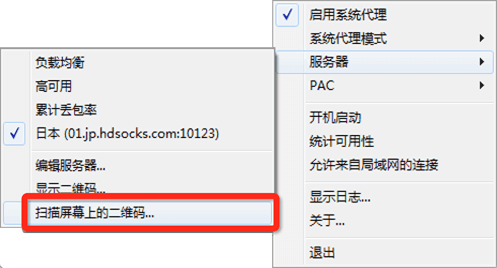 启用系统代理
系统代理模式
服务器
PAC
开机启动
统计可用性
允许来自局域网的连接
显示日志...
关于...
退出
负载均衡
高可用
累计丢包率
日本 (01.jp.hdsocks.com:10123)
编辑服务器...
显示二维码...
扫描屏幕上的二维码...